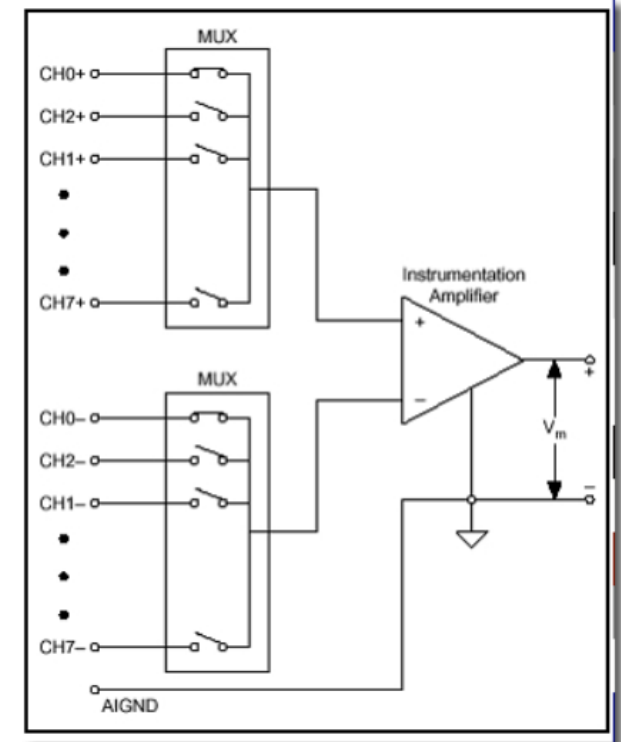 MUX
CH0+
CH2+
CH1+
CH7+
Instrumentation
Amplifier
+
−
+
Vm
−
MUX
CH0−
CH2−
CH1−
CH7−
AIGND